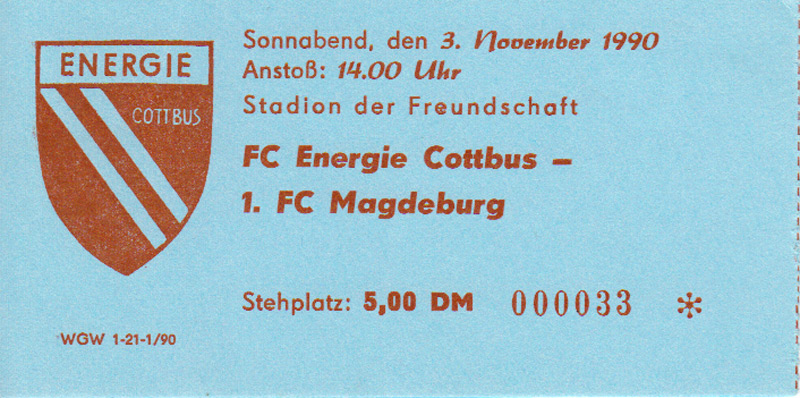 ENERGIE
COTTBUS
Sonnabend, den 3. November 1990
Anstoß: 14.00 Uhr
Stadion der Freundschaft
FC Energie Cottbus –
1. FC Magdeburg
Stehplatz: 5,00 DM 000033 *
WGW 1-21-1/90